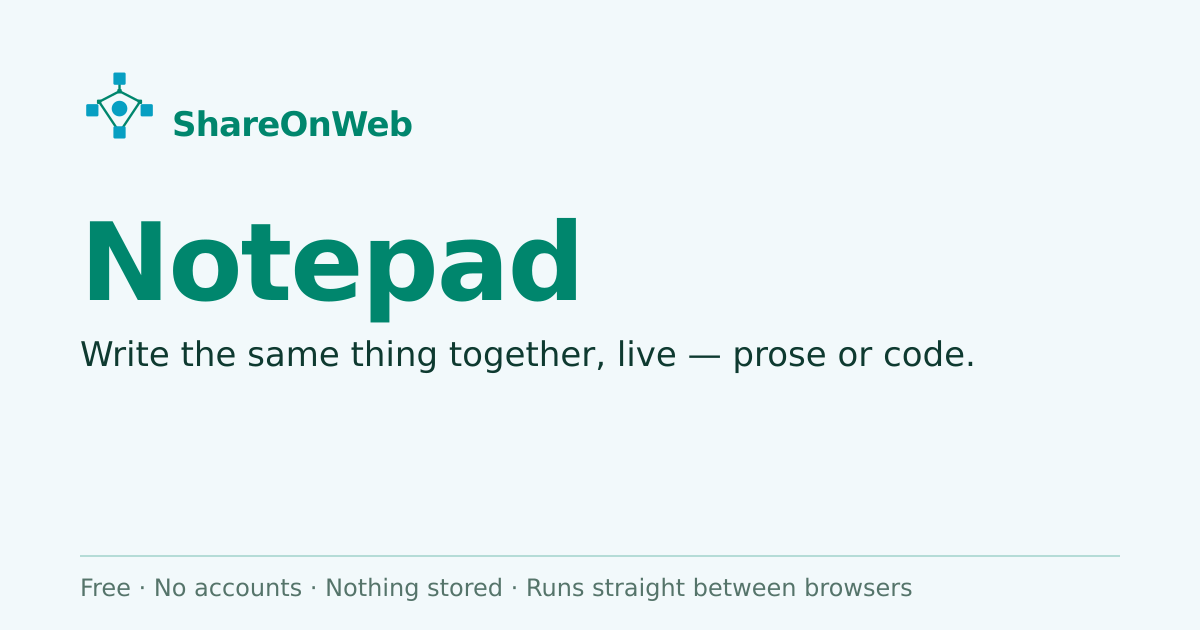 ShareOnWeb
Notepad
Write the same thing together, live — prose or code.
Free · No accounts · Nothing stored · Runs straight between browsers